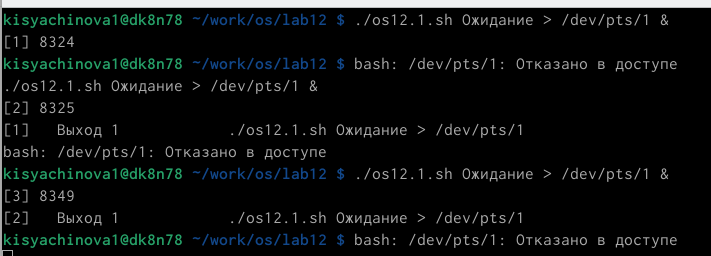 kisyachinova1@dk8n78 ~/work/os/lab12 $ ./os12.1.sh Ожидание > /dev/pts/1 &
[1] 8324
kisyachinova1@dk8n78 ~/work/os/lab12 $ bash: /dev/pts/1: Отказано в доступе
./os12.1.sh Ожидание > /dev/pts/1 &
[2] 8325
[1]   Выход 1            ./os12.1.sh Ожидание > /dev/pts/1
bash: /dev/pts/1: Отказано в доступе
kisyachinova1@dk8n78 ~/work/os/lab12 $ ./os12.1.sh Ожидание > /dev/pts/1 &
[3] 8349
[2]   Выход 1            ./os12.1.sh Ожидание > /dev/pts/1
kisyachinova1@dk8n78 ~/work/os/lab12 $ bash: /dev/pts/1: Отказано в доступе